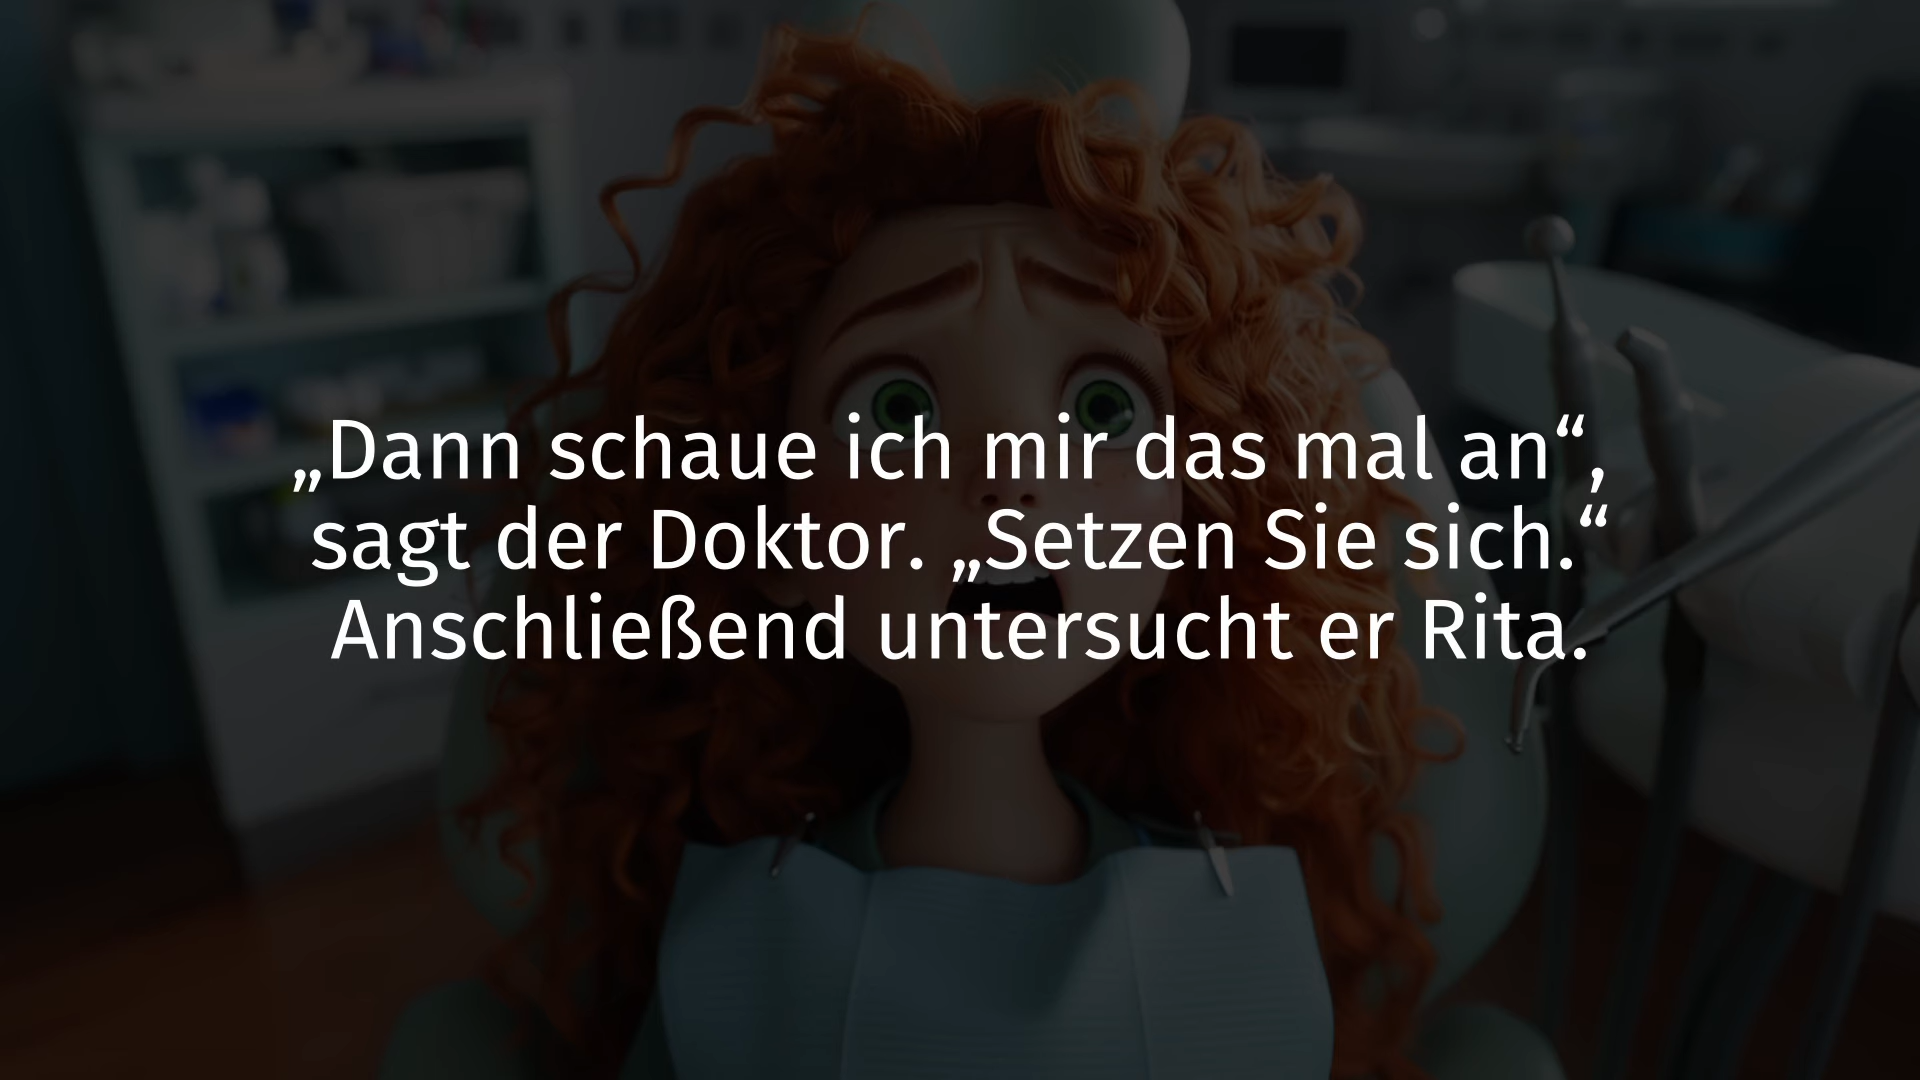 „Dann schaue ich mir das mal an“,
sagt der Doktor. „Setzen Sie sich.“
Anschließend untersucht er Rita.